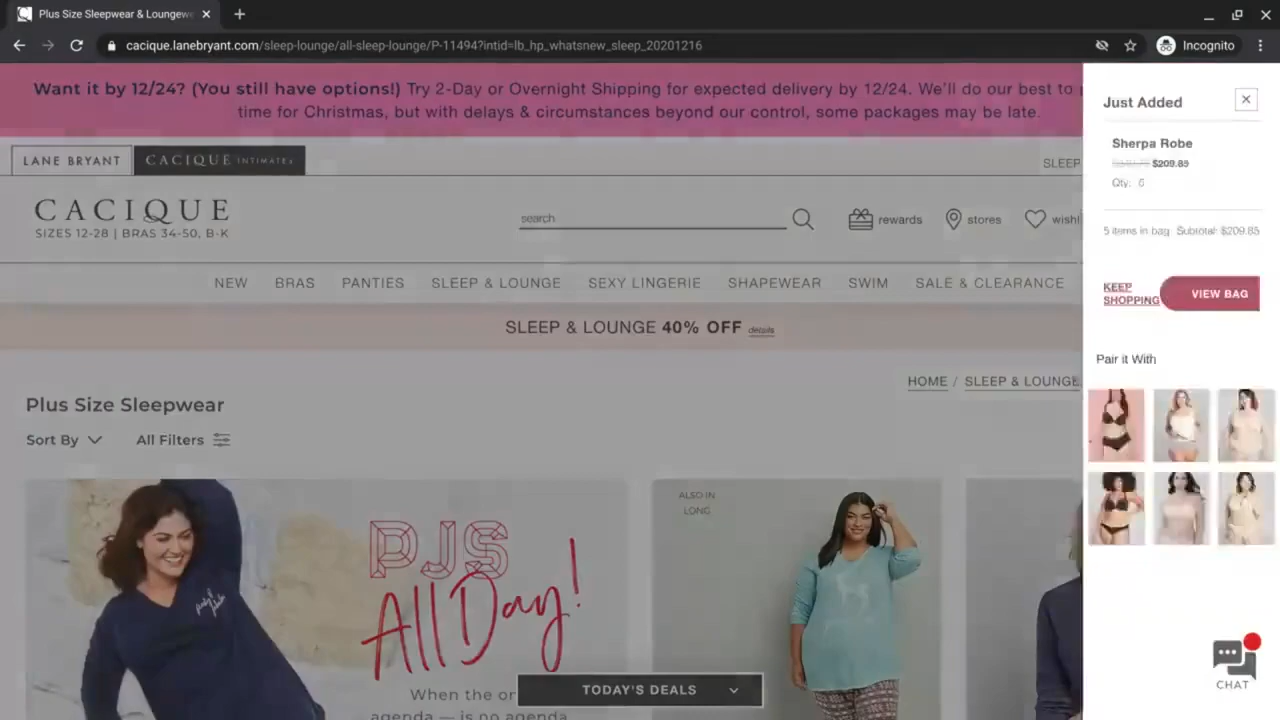 Plus Size Sleepwear & Loungewe
cacique.lanebryant.com/sleep-lounge/all-sleep-lounge/P-11494?intid=lb_hp_whatsnew_sleep_20201216
Incognito
Want it by 12/24? (You still have options!) Try 2-Day or Overnight Shipping for expected delivery by 12/24. We'll do our best to p
time for Christmas, but with delays & circumstances beyond our control, some packages may be late.
LANE BRYANT
CACIQUE INTIMATES
SLEEP
CACIQUE
SIZES 12-28 | BRAS 34-50, B-K
search
rewards
stores
wishl
NEW BRAS PANTIES SLEEP & LOUNGE SEXY LINGERIE SHAPEWEAR SWIM SALE & CLEARANCE
SLEEP & LOUNGE 40% OFF details
HOME / SLEEP & LOUNGE
Plus Size Sleepwear
Sort By
All Filters
PJS
All Day!
When the or
agenda — is no agenda
ALSO IN
LONG
TODAY'S DEALS
Just Added
Sherpa Robe
$209.85
Qty:
5 items in bag Subtotal: $209.85
KEEP
SHOPPING
VIEW BAG
Pair it With
CHAT